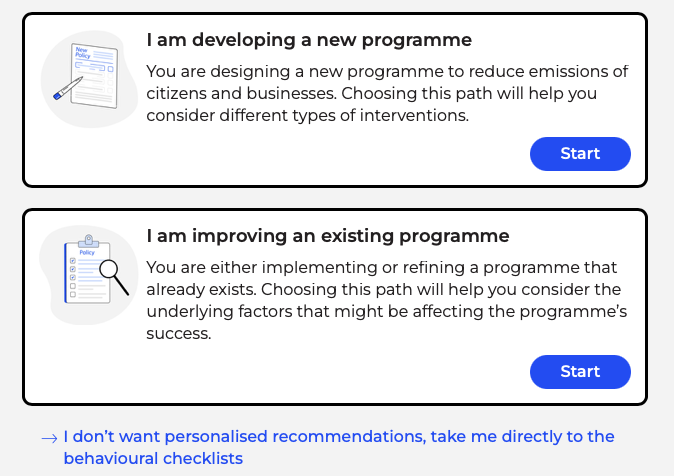 New
Policy
I am developing a new programme
You are designing a new programme to reduce emissions of
citizens and businesses. Choosing this path will help you
consider different types of interventions.
Start
Policy
I am improving an existing programme
You are either implementing or refining a programme that
already exists. Choosing this path will help you consider the
underlying factors that might be affecting the programme’s
success.
Start
I don’t want personalised recommendations, take me directly to the
behavioural checklists